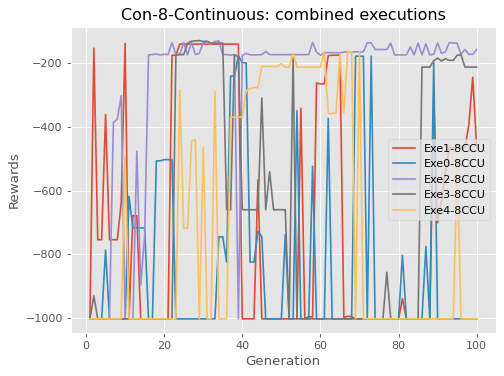 Con-8-Continuous: combined executions
Rewards
−200
−400
−600
−800
−1000
0
20
40
60
80
100
Generation
Exe1-8CCU
Exe0-8CCU
Exe2-8CCU
Exe3-8CCU
Exe4-8CCU